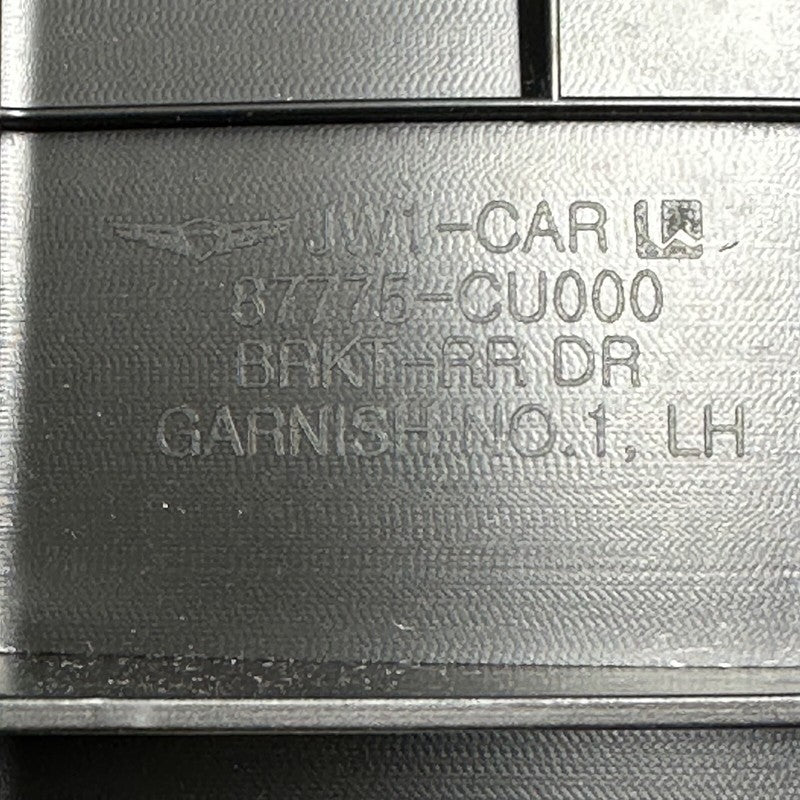 JW1-CAR
87775-CU000
BRKT-RR DR
GARNISH NO.1, LH